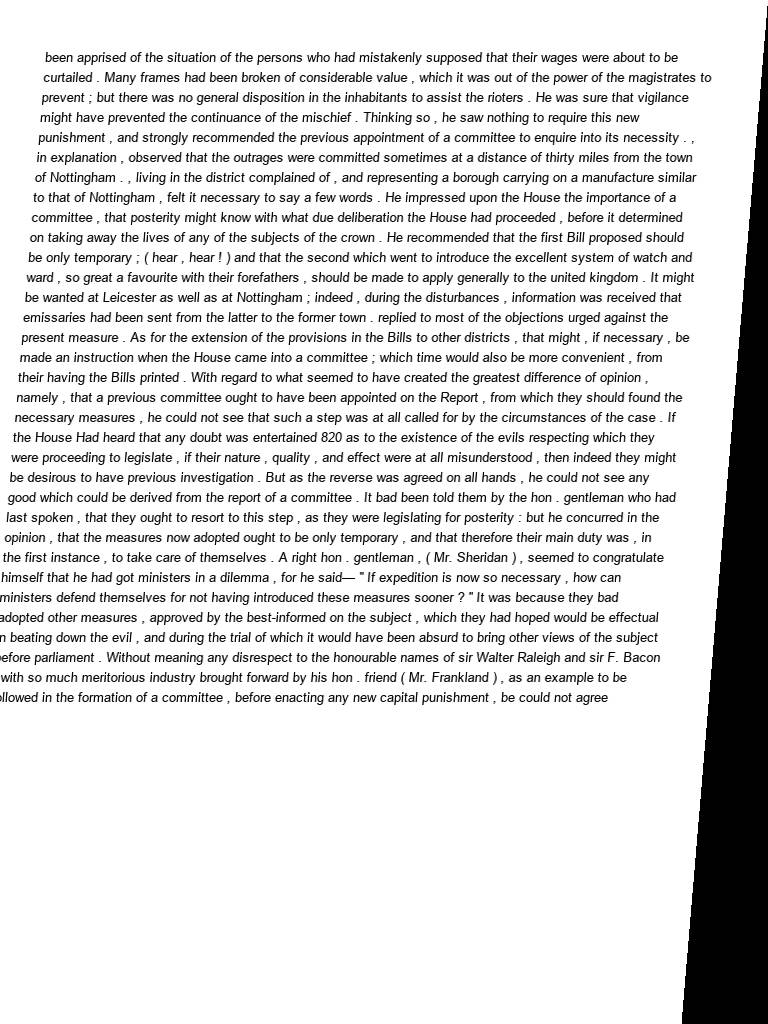 been apprised of the situation of the persons who had mistakenly supposed that their wages were about to be
curtailed . Many frames had been broken of considerable value , which it was out of the power of the magistrates to
prevent ; but there was no general disposition in the inhabitants to assist the rioters . He was sure that vigilance
might have prevented the continuance of the mischief . Thinking so , he saw nothing to require this new
punishment , and strongly recommended the previous appointment of a committee to enquire into its necessity . ,
in explanation , observed that the outrages were committed sometimes at a distance of thirty miles from the town
of Nottingham . , living in the district complained of , and representing a borough carrying on a manufacture similar
to that of Nottingham , felt it necessary to say a few words . He impressed upon the House the importance of a
committee , that posterity might know with what due deliberation the House had proceeded , before it determined
on taking away the lives of any of the subjects of the crown . He recommended that the first Bill proposed should
be only temporary ; ( hear , hear ! ) and that the second which went to introduce the excellent system of watch and
ward , so great a favourite with their forefathers , should be made to apply generally to the united kingdom . It might
be wanted at Leicester as well as at Nottingham ; indeed , during the disturbances , information was received that
emissaries had been sent from the latter to the former town . replied to most of the objections urged against the
present measure . As for the extension of the provisions in the Bills to other districts , that might , if necessary , be
made an instruction when the House came into a committee ; which time would also be more convenient , from
their having the Bills printed . With regard to what seemed to have created the greatest difference of opinion ,
namely , that a previous committee ought to have been appointed on the Report , from which they should found the
necessary measures , he could not see that such a step was at all called for by the circumstances of the case . If
the House Had heard that any doubt was entertained 820 as to the existence of the evils respecting which they
were proceeding to legislate , if their nature , quality , and effect were at all misunderstood , then indeed they might
be desirous to have previous investigation . But as the reverse was agreed on all hands , he could not see any
good which could be derived from the report of a committee . It bad been told them by the hon . gentleman who had
last spoken , that they ought to resort to this step , as they were legislating for posterity : but he concurred in the
opinion , that the measures now adopted ought to be only temporary , and that therefore their main duty was , in
the first instance , to take care of themselves . A right hon . gentleman , ( Mr. Sheridan ) , seemed to congratulate
himself that he had got ministers in a dilemma , for he said— " If expedition is now so necessary , how can
ministers defend themselves for not having introduced these measures sooner ? " It was because they bad
adopted other measures , approved by the best-informed on the subject , which they had hoped would be effectual
n beating down the evil , and during the trial of which it would have been absurd to bring other views of the subject
efore parliament . Without meaning any disrespect to the honourable names of sir Walter Raleigh and sir F. Bacon
with so much meritorious industry brought forward by his hon . friend ( Mr. Frankland ) , as an example to be
ollowed in the formation of a committee , before enacting any new capital punishment , be could not agree